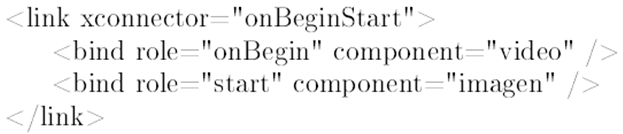 <link xconnector="onBeginStart">
<bind role="onBegin" component="video" />
<bind role="start" component="imagen" />
</link>